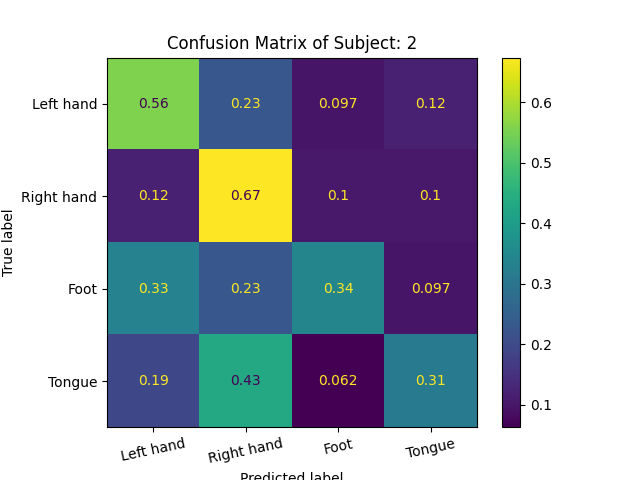 Confusion Matrix of Subject: 2
True label
Left hand 0.56 0.23 0.097 0.12
Right hand 0.12 0.67 0.1 0.1
Foot 0.33 0.23 0.34 0.097
Tongue 0.19 0.43 0.062 0.31
Left hand Right hand Foot Tongue
Predicted label
0.6
0.5
0.4
0.3
0.2
0.1